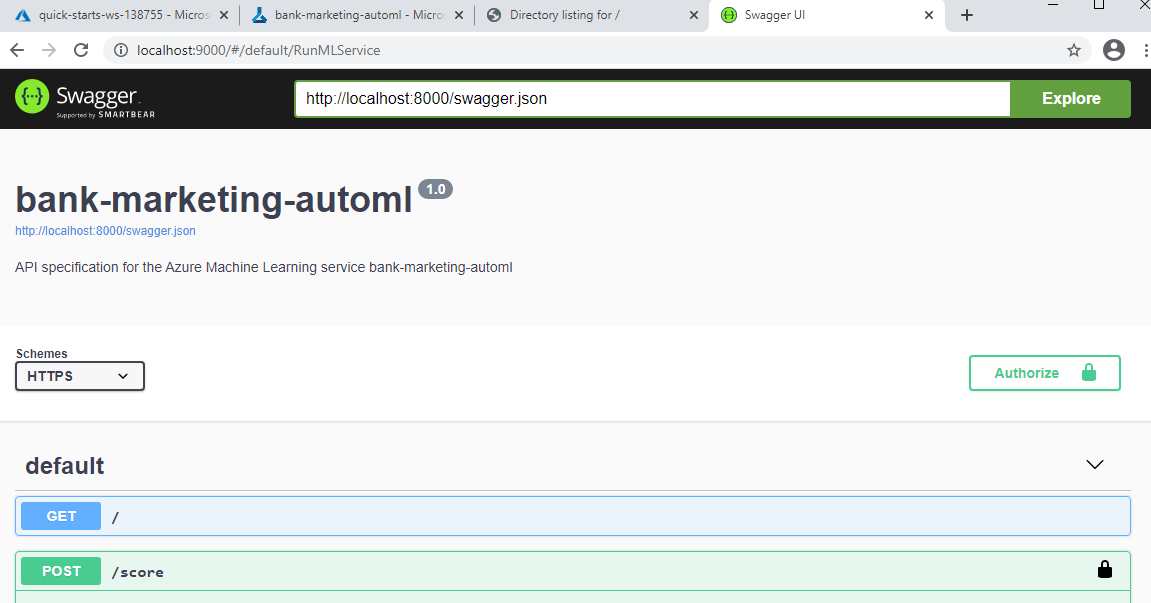 quick-starts-ws-138755 - Micros
bank-marketing-automl - Micros
Directory listing for /
Swagger UI
localhost:9000/#/default/RunMLService
Swagger
Supported by SMARTBEAR
http://localhost:8000/swagger.json
Explore
bank-marketing-automl 1.0
http://localhost:8000/swagger.json
API specification for the Azure Machine Learning service bank-marketing-automl
Schemes
HTTPS
Authorize
default
GET /
POST /score